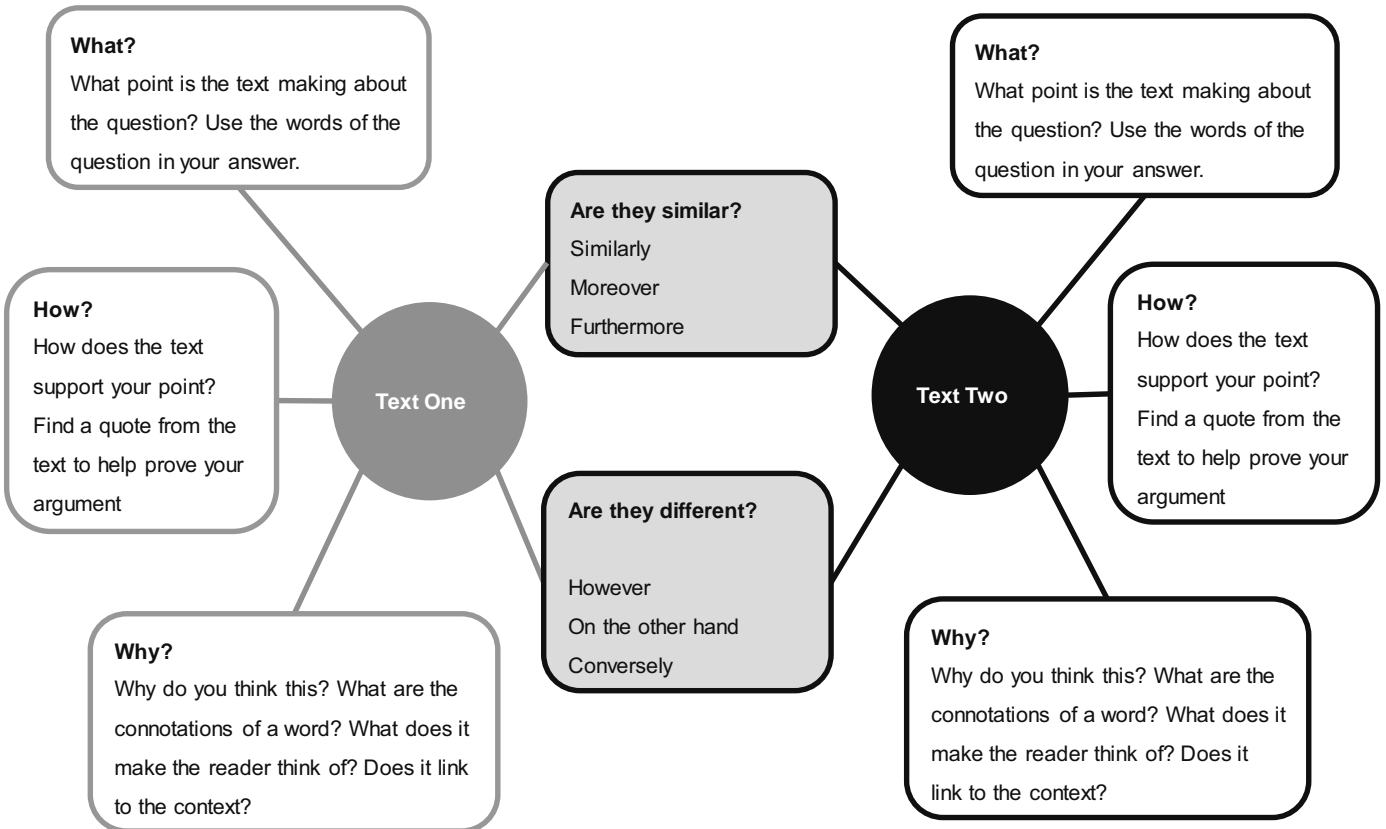 What?
What point is the text making about
the question? Use the words of the
question in your answer.
How?
How does the text
support your point?
Find a quote from the
text to help prove your
argument
Why?
Why do you think this? What are the
connotations of a word? What does it
make the reader think of? Does it link
to the context?
Text One
Are they similar?
Similarly
Moreover
Furthermore
Are they different?
However
On the other hand
Conversely
Text Two
What?
What point is the text making about
the question? Use the words of the
question in your answer.
How?
How does the text
support your point?
Find a quote from the
text to help prove your
argument
Why?
Why do you think this? What are the
connotations of a word? What does it
make the reader think of? Does it
link to the context?